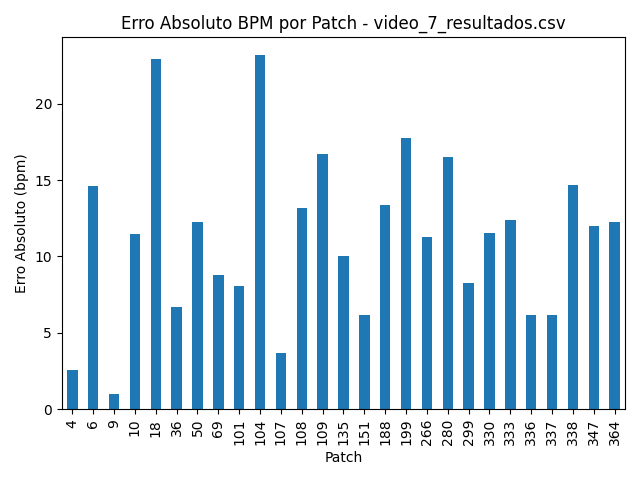 Erro Absoluto BPM por Patch - video_7_resultados.csv
Erro Absoluto (bpm)
20
15
10
5
0
4 6 9 10 18 36 50 69 101 104 107 108 109 135 151 188 199 266 280 299 330 333 336 337 338 347 364
Patch